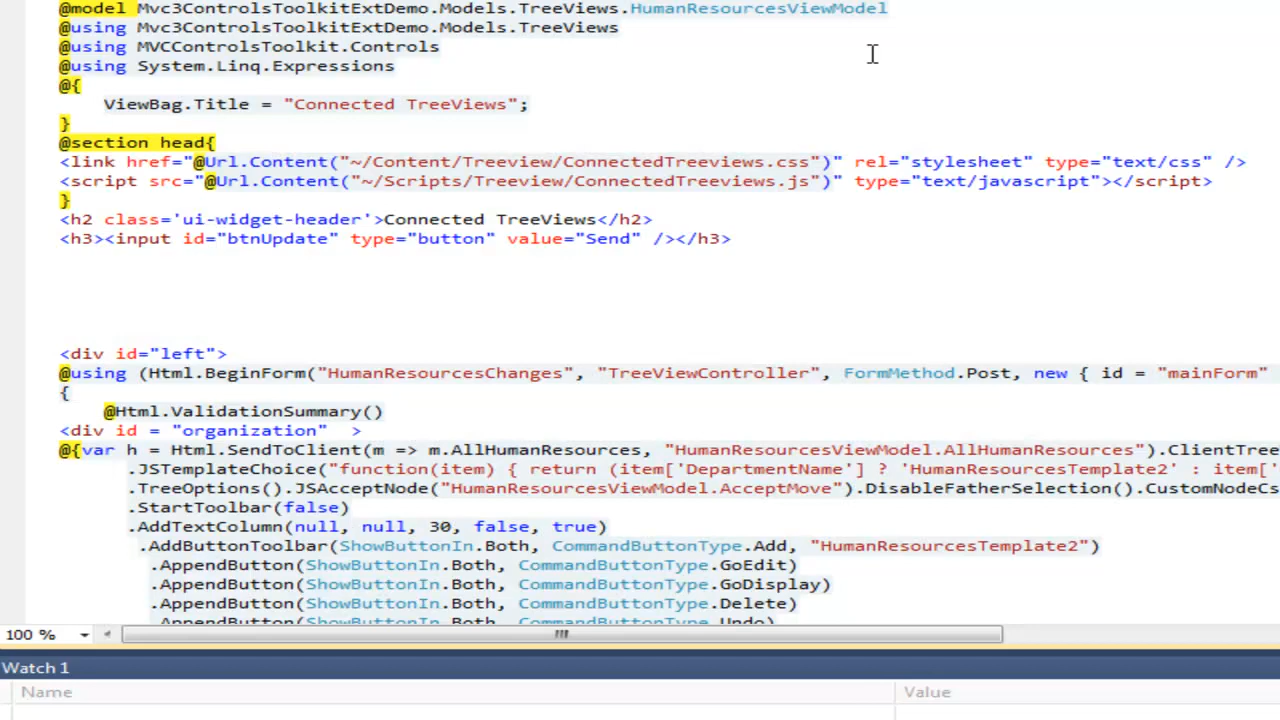 @model Mvc3ControlsToolkitExtDemo.Models.TreeViews.HumanResourcesViewModel
@using Mvc3ControlsToolkitExtDemo.Models.TreeViews
@using MVCControlsToolkit.Controls
@using System.Linq.Expressions
@{
ViewBag.Title = "Connected TreeViews";
}
@section head{
<link href="@Url.Content("~/Content/Treeview/ConnectedTreeviews.css")" rel="stylesheet" type="text/css" />
<script src="@Url.Content("~/Scripts/Treeview/ConnectedTreeviews.js")" type="text/javascript"></script>
}
<h2 class='ui-widget-header'>Connected TreeViews</h2>
<h3><input id="btnUpdate" type="button" value="Send" /></h3>
<div id="left">
@using (Html.BeginForm("HumanResourcesChanges", "TreeViewController", FormMethod.Post, new { id = "mainForm"
{
@Html.ValidationSummary()
<div id = "organization" >
@{var h = Html.SendToClient(m => m.AllHumanResources, "HumanResourcesViewModel.AllHumanResources").ClientTree
.JSTemplateChoice("function(item) { return (item['DepartmentName'] ? 'HumanResourcesTemplate2' : item['
.TreeOptions().JSAcceptNode("HumanResourcesViewModel.AcceptMove").DisableFatherSelection().CustomNodeCs
.StartToolbar(false)
.AddTextColumn(null, null, 30, false, true)
.AddButtonToolbar(ShowButtonIn.Both, CommandButtonType.Add, "HumanResourcesTemplate2")
.AppendButton(ShowButtonIn.Both, CommandButtonType.GoEdit)
.AppendButton(ShowButtonIn.Both, CommandButtonType.GoDisplay)
.AppendButton(ShowButtonIn.Both, CommandButtonType.Delete)
.AppendButton(ShowButtonIn.Both, CommandButtonType.Undo)
100 %
Watch 1
Name Value